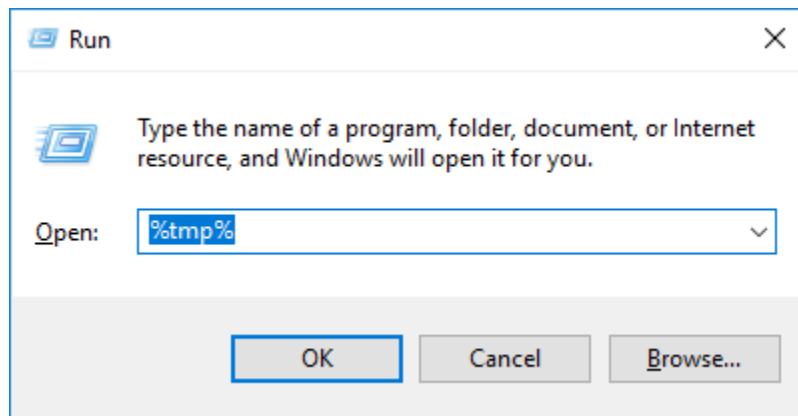 Run
Type the name of a program, folder, document, or Internet
resource, and Windows will open it for you.
Open: %tmp%
OK Cancel Browse...